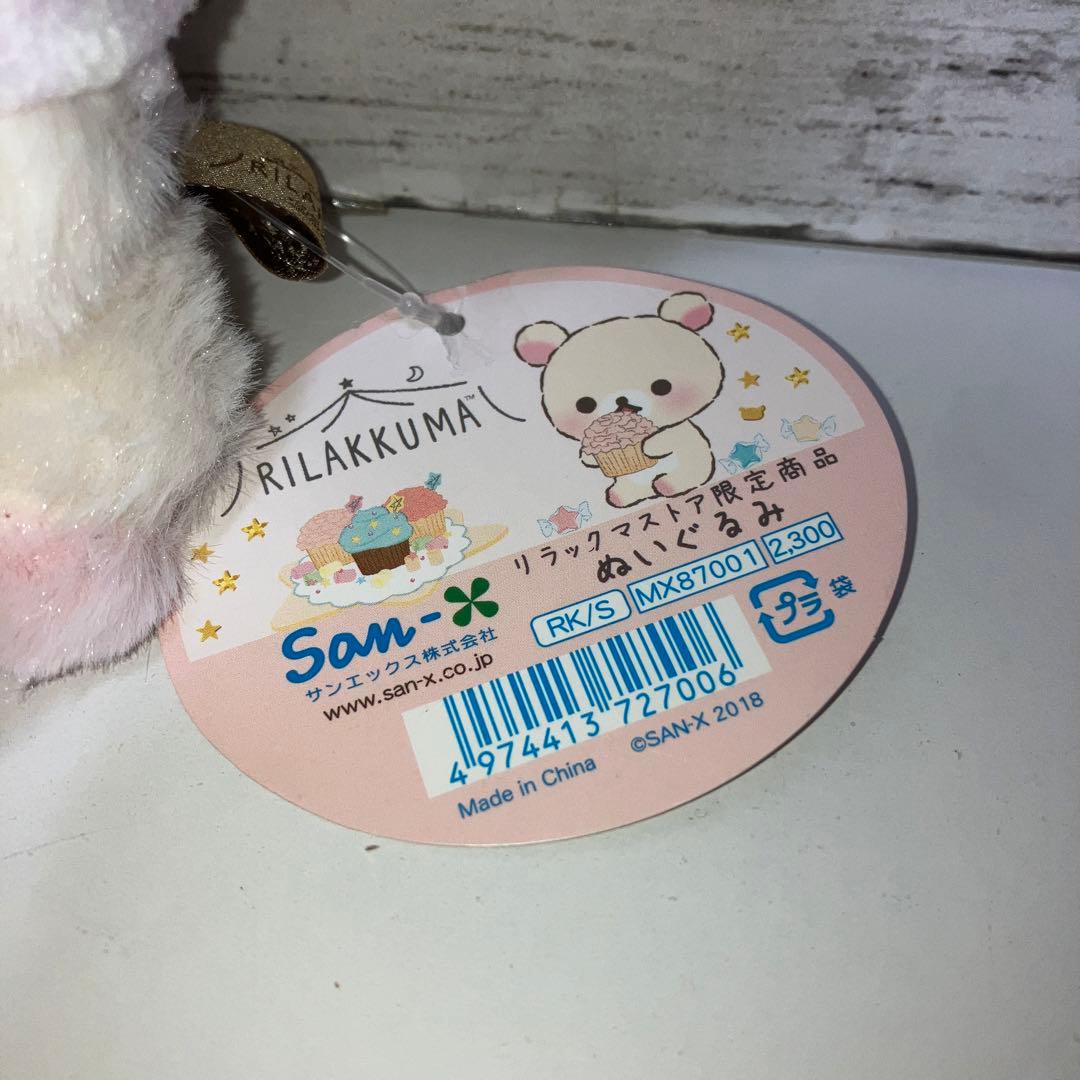 RILA
RILAKKUMA™
リラックマストア限定商品
ぬいぐるみ
RK/S MX87001 2,300
San-X
サンエックス株式会社
www.san-x.co.jp
プラ 袋
4 974413 727006
Made in China
©SAN-X 2018